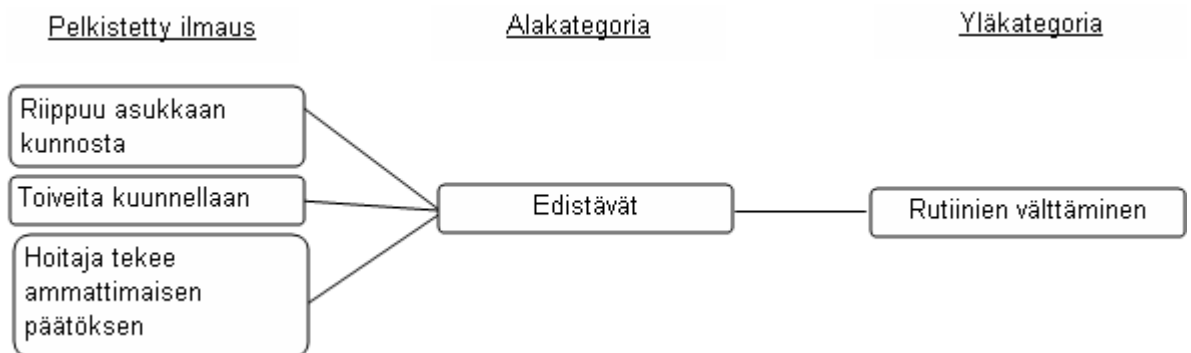 Pelkistetty ilmaus
Alakategoria
Yläkategoria
Riippuu asukkaan
kunnosta
Toiveita kuunnellaan
Hoitaja tekee
ammattimaisen
päätöksen
Edistävät
Rutiinien välttäminen